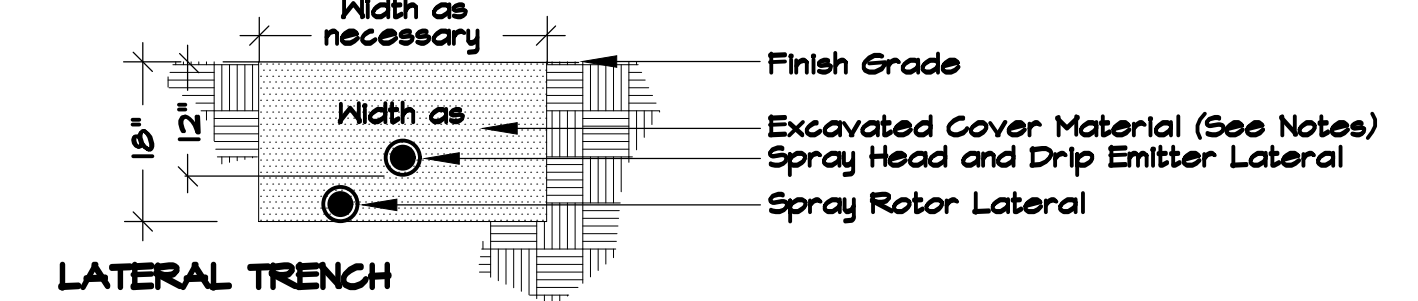 Width as
necessary
Finish Grade
18"
12"
Width as
Excavated Cover Material (See Notes)
Spray Head and Drip Emitter Lateral
Spray Rotor Lateral
LATERAL TRENCH